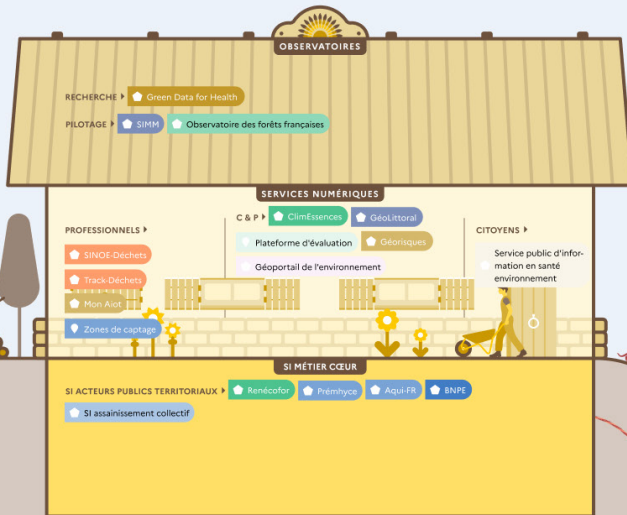 OBSERVATOIRES
RECHERCHE Green Data for Health
PILOTAGE SIMM Observatoire des forêts françaises
SERVICES NUMÉRIQUES
PROFESSIONNELS
SINOE-Déchets
Track-Déchets
Mon Aiot
Zones de captage
C & P ClimEssences GéoLittoral
Plateforme d'évaluation Géorisques
Géoportail de l'environnement
CITOYENS
Service public d'infor-
mation en santé
environnement
SI MÉTIER CŒUR
SI ACTEURS PUBLICS TERRITORIAUX Renécofor Prémhyce Aqui-FR BNPE
SI assainissement collectif